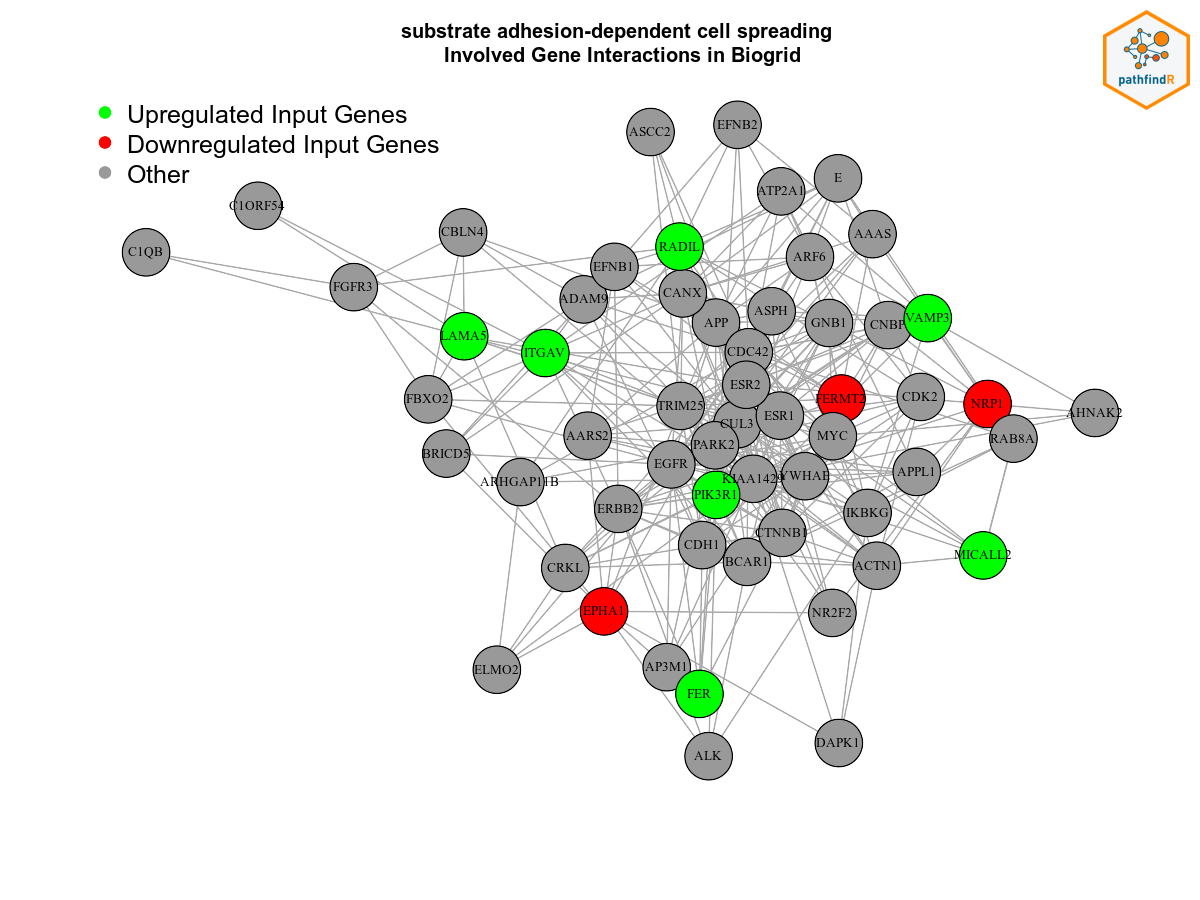 substrate adhesion-dependent cell spreading
Involved Gene Interactions in Biogrid
pathfindR
Upregulated Input Genes
Downregulated Input Genes
Other
ASCC2
EFNB2
E
ATP2A1
C1ORF54
CBLN4
AAAS
RADIL
C1QB
ARF6
EFNB1
FGFR3
CANX
ADAM9
ASPH
APP
GNB1
CNBP
VAMP3
LAMA5
ITGAV
CDC42
ESR2
FBXO2
FERMT2
CDK2
NRP1
AHNAK2
TRIM25
ESR1
CUL3
AARS2
MYC
RAB8A
PARK2
BRICD5
EGFR
APPL1
ARHGAP11B
KIAA1429
YWHAE
PIK3R1
ERBB2
IKBKG
CTNNB1
CDH1
MICALL2
BCAR1
CRKL
ACTN1
EPHA1
NR2F2
ELMO2
AP3M1
FER
DAPK1
ALK